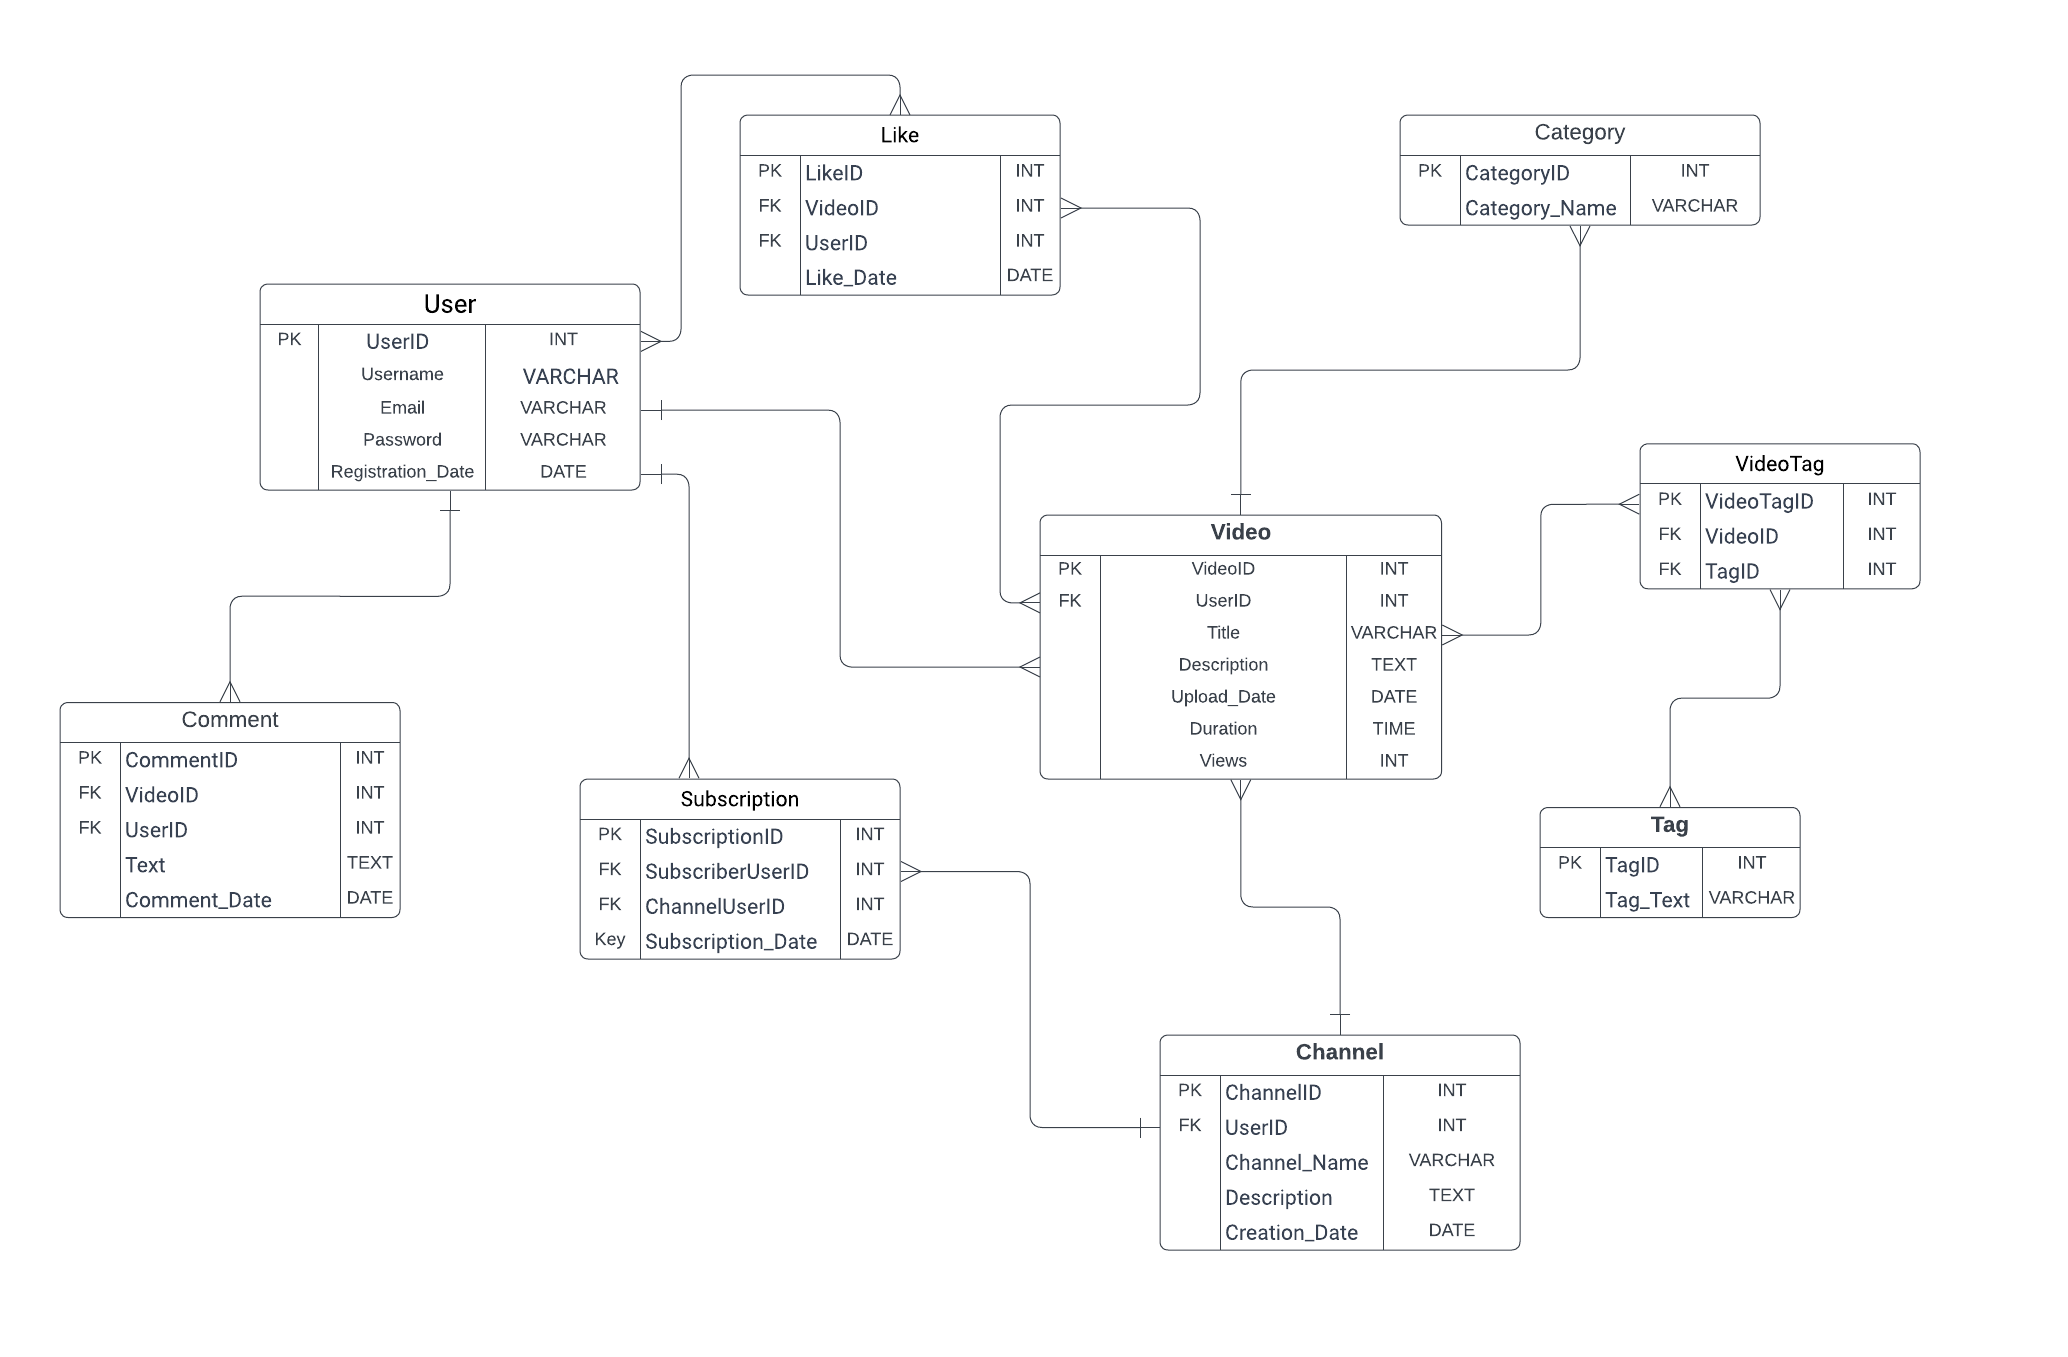 Like
PK LikeID INT
FK VideoID INT
FK UserID INT
Like_Date DATE
Category
PK CategoryID INT
Category_Name VARCHAR
User
PK UserID INT
Username VARCHAR
Email VARCHAR
Password VARCHAR
Registration_Date DATE
VideoTag
PK VideoTagID INT
FK VideoID INT
FK TagID INT
Video
PK VideoID INT
FK UserID INT
Title VARCHAR
Description TEXT
Upload_Date DATE
Duration TIME
Views INT
Comment
PK CommentID INT
FK VideoID INT
FK UserID INT
Text TEXT
Comment_Date DATE
Subscription
PK SubscriptionID INT
FK SubscriberUserID INT
FK ChannelUserID INT
Key Subscription_Date DATE
Tag
PK TagID INT
Tag_Text VARCHAR
Channel
PK ChannelID INT
FK UserID INT
Channel_Name VARCHAR
Description TEXT
Creation_Date DATE